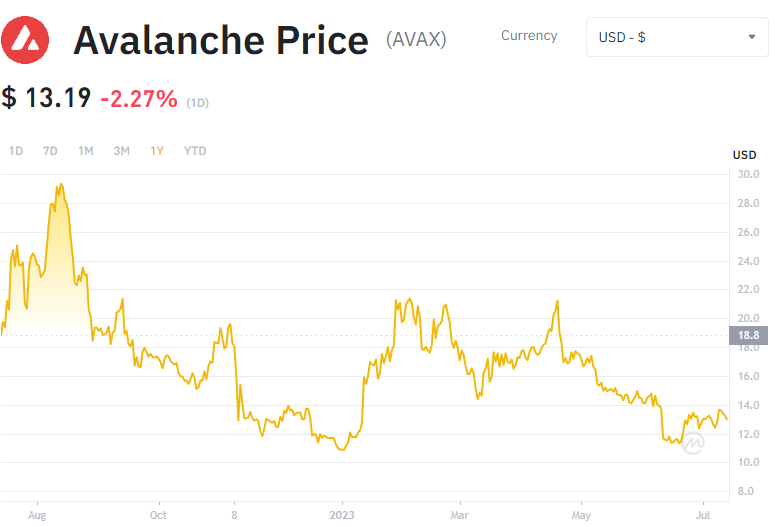 Avalanche Price (AVAX) Currency USD - $
$ 13.19 -2.27% (1D)
1D 7D 1M 3M 1Y YTD
USD
30.0
28.0
26.0
24.0
22.0
20.0
18.8
18.0
16.0
14.0
12.0
10.0
8.0
Aug Oct 8 2023 Mar May Jul